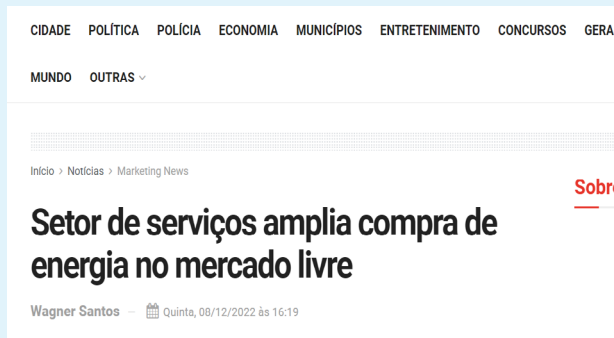 CIDADE POLÍTICA POLÍCIA ECONOMIA MUNICÍPIOS ENTRETENIMENTO CONCURSOS
MUNDO OUTRAS
Início > Notícias > Marketing News
Sobre
Setor de serviços amplia compra de
energia no mercado livre
Wagner Santos — Quinta, 08/12/2022 às 16:19